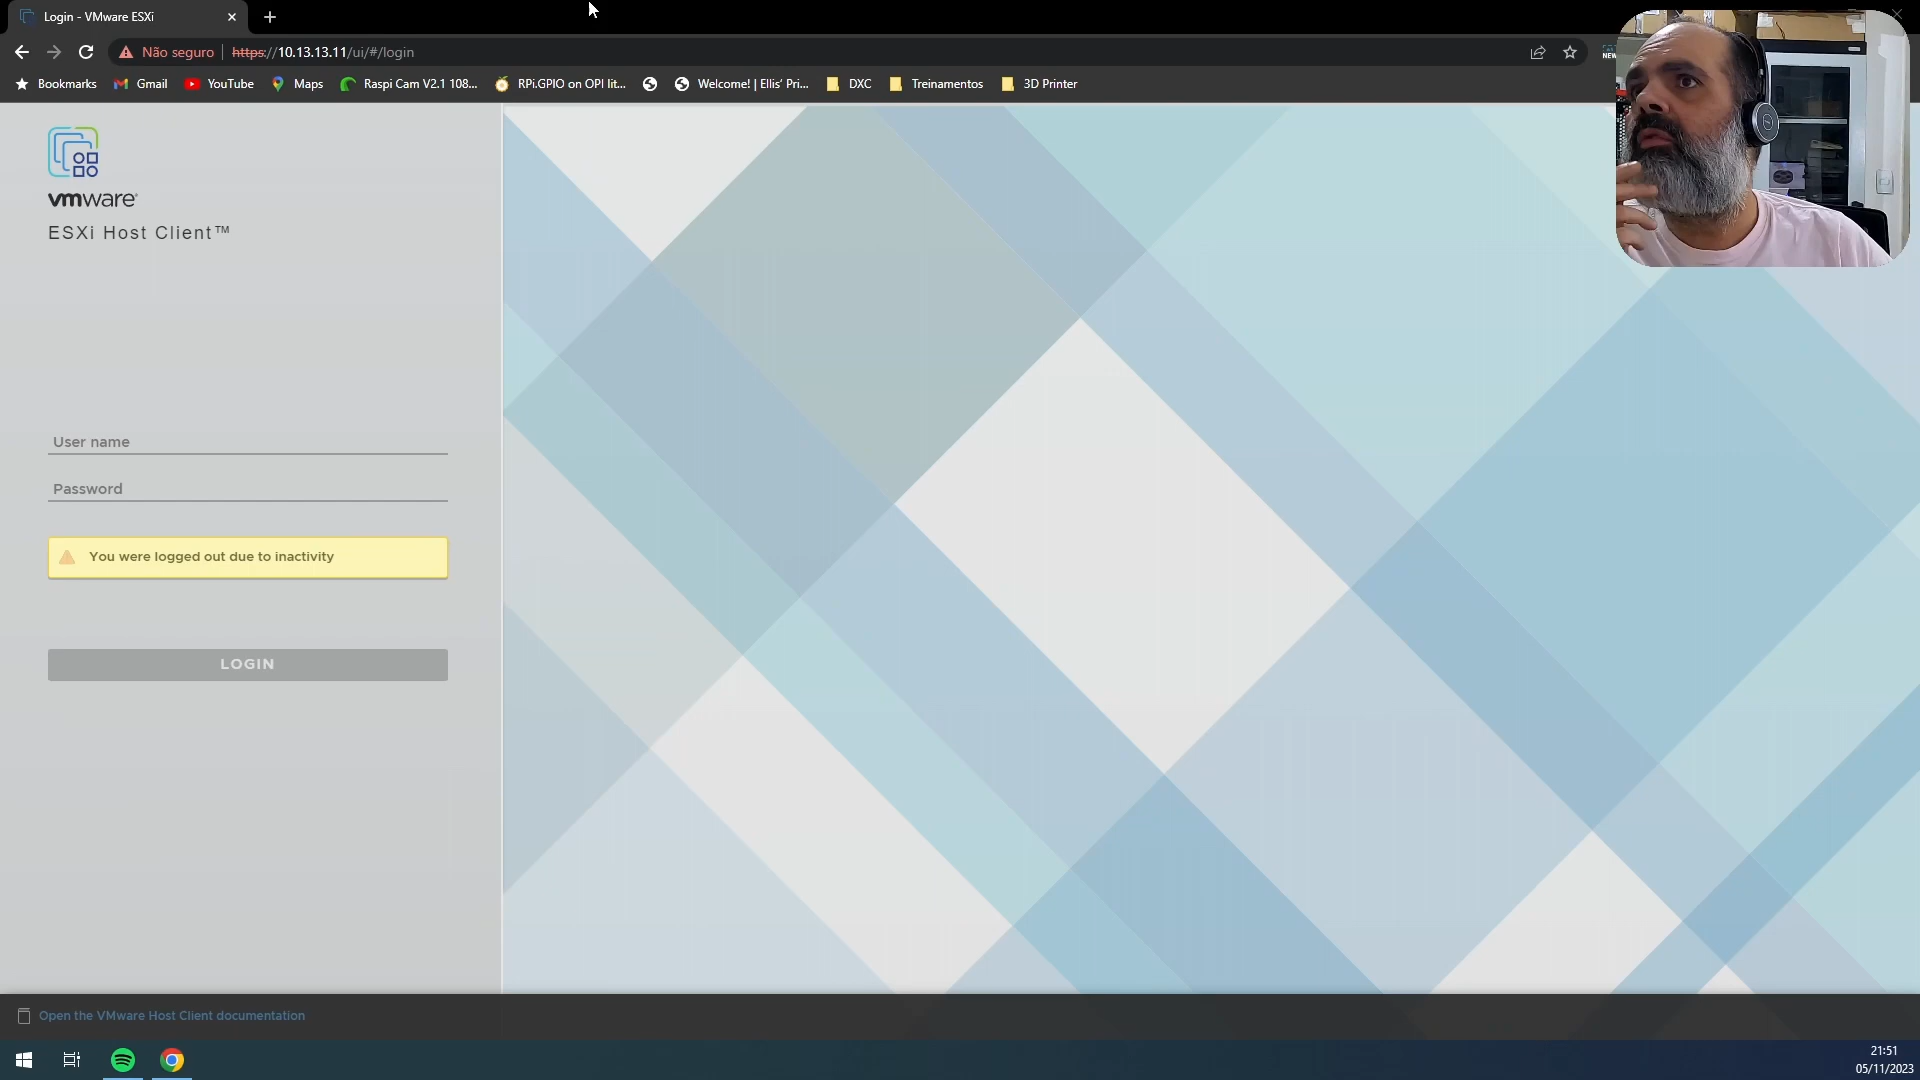 Login - VMware ESXi
Não seguro https://10.13.13.11/ui/#/login
NEW
Bookmarks Gmail YouTube Maps Raspi Cam V2.1 108... RPi.GPIO on OPI lit... Welcome! | Ellis' Pri... DXC Treinamentos 3D Printer
vmware
ESXi Host Client™
User name
Password
You were logged out due to inactivity
LOGIN
Open the VMware Host Client documentation
21:51
05/11/2023